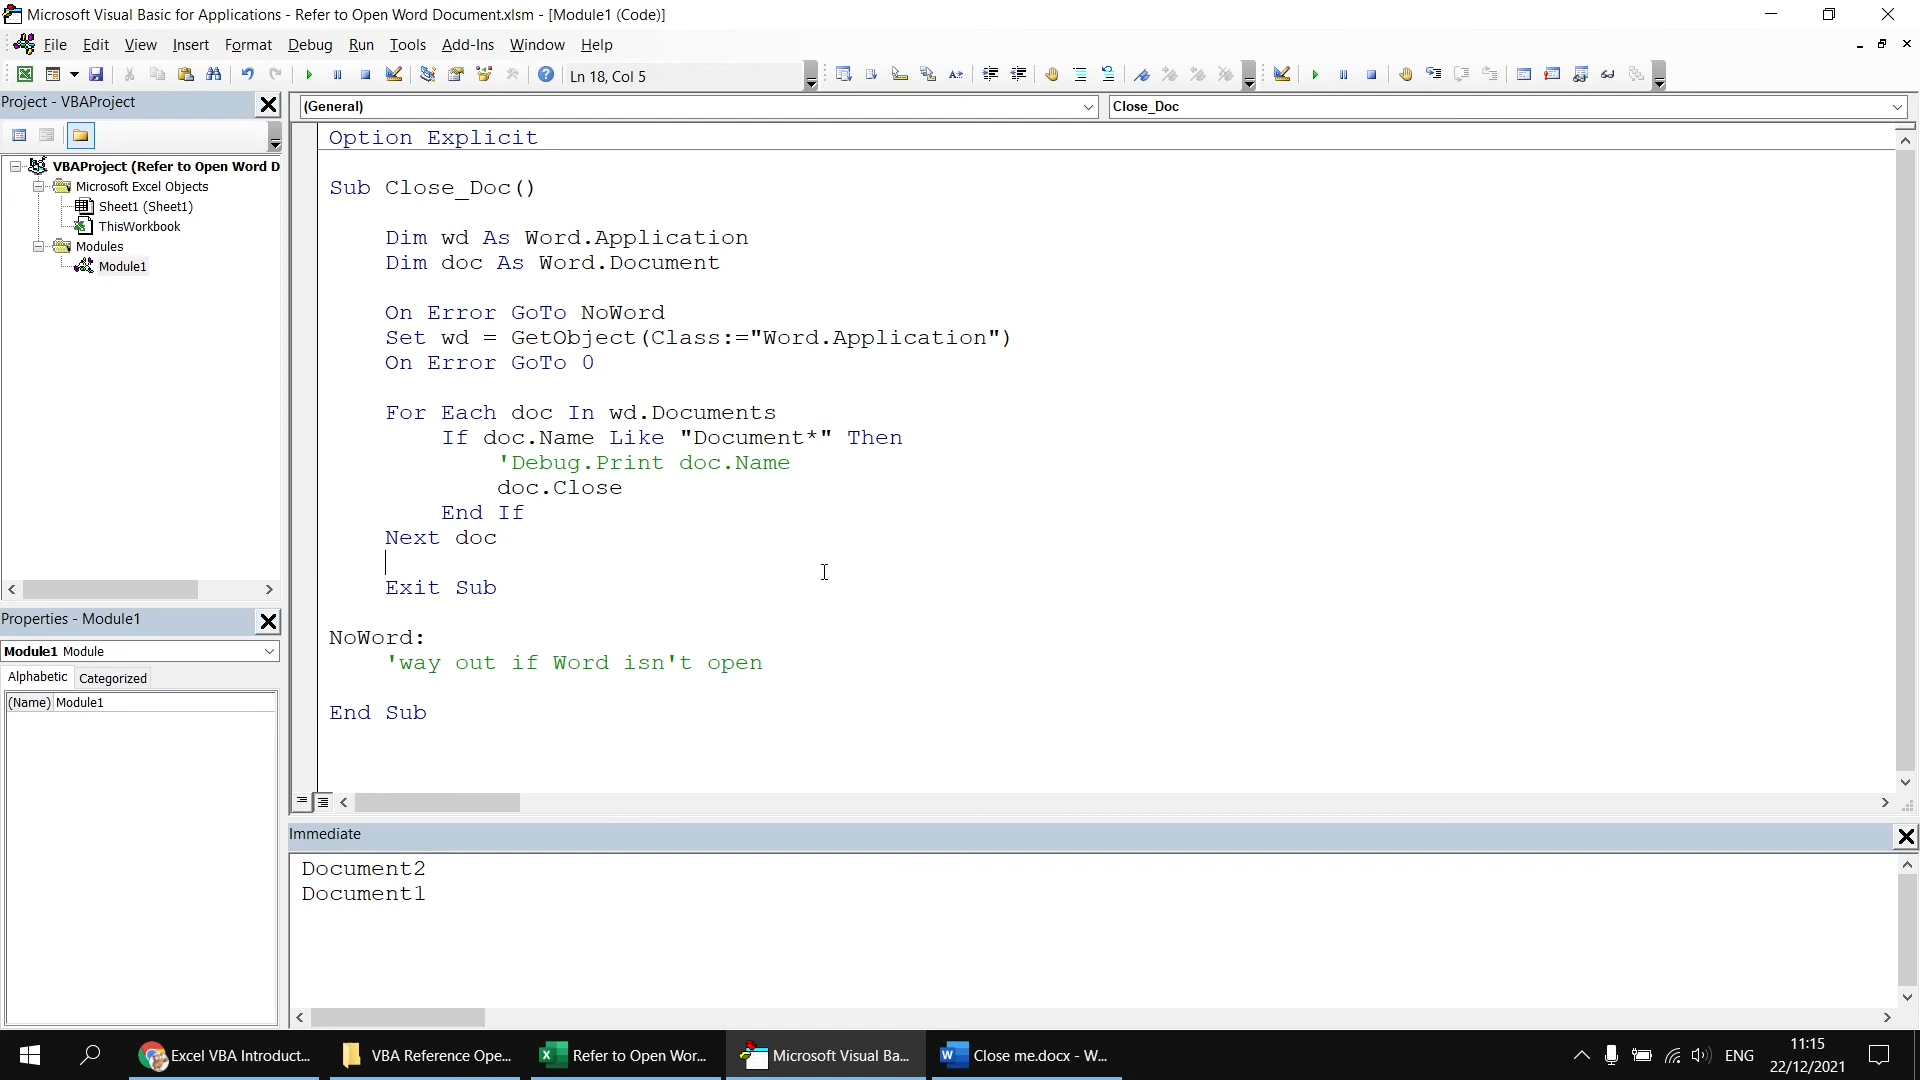 Microsoft Visual Basic for Applications - Refer to Open Word Document.xlsm - [Module1 (Code)]
File Edit View Insert Format Debug Run Tools Add-Ins Window Help
Ln 18, Col 5
Project - VBAProject
(General)
Close_Doc
VBAProject (Refer to Open Word D
Microsoft Excel Objects
Sheet1 (Sheet1)
ThisWorkbook
Modules
Module1
Option Explicit
Sub Close_Doc()
Dim wd As Word.Application
Dim doc As Word.Document
On Error GoTo NoWord
Set wd = GetObject(Class:="Word.Application")
On Error GoTo 0
For Each doc In wd.Documents
If doc.Name Like "Document*" Then
'Debug.Print doc.Name
doc.Close
End If
Next doc
Exit Sub
NoWord:
'way out if Word isn't open
End Sub
Properties - Module1
Module1 Module
Alphabetic Categorized
(Name) Module1
Immediate
Document2
Document1
Excel VBA Introduct...
VBA Reference Ope...
Refer to Open Wor...
Microsoft Visual Ba...
Close me.docx - W...
ENG
11:15
22/12/2021